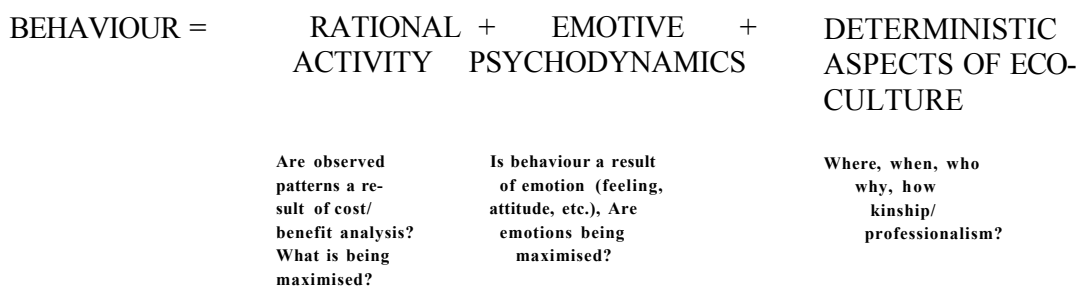 BEHAVIOUR = RATIONAL + EMOTIVE + DETERMINISTIC
ACTIVITY PSYCHODYNAMICS ASPECTS OF ECO-
CULTURE
Are observed
patterns a re-
sult of cost/
benefit analysis?
What is being
maximised?
Is behaviour a result
of emotion (feeling,
attitude, etc.), Are
emotions being
maximised?
Where, when, who
why, how
kinship/
professionalism?